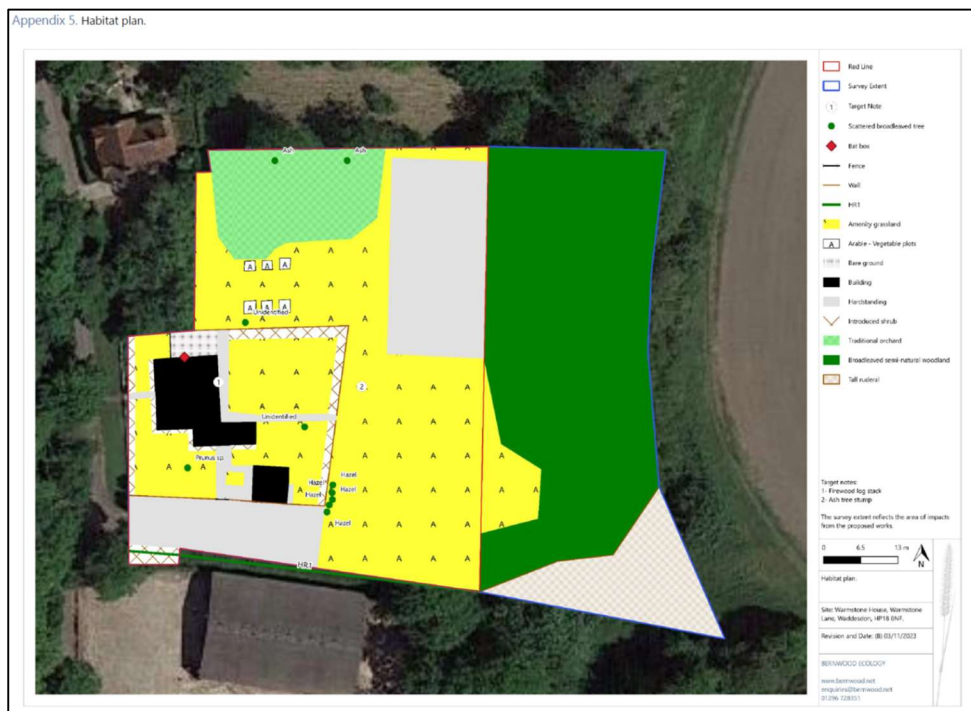 Appendix 5. Habitat plan.
Ash
Ash
A A A
A A A
Unidentified
1
2
Unidentified
Prunus sp.
Hazel
Hazel
Hazel
Hazel
Hazel
HR1
Red Line
Survey Extent
1 Target Note
Scattered broadleaved tree
Bat box
Fence
Wall
HR1
Amenity grassland
A Arable - Vegetable plots
Bare ground
Building
Hardstanding
Introduced shrub
Traditional orchard
Broadleaved semi-natural woodland
Tall ruderal
Target notes:
1- Firewood log stack
2- Ash tree stump
The survey extent reflects the area of impacts
from the proposed works.
0 6.5 13 m
N
Habitat plan.
Site: Warmstone House, Warmstone
Lane, Waddesdon, HP18 0NF.
Revision and Date: (B) 03/11/2023
BERNWOOD ECOLOGY
www.bernwood.net
enquiries@bernwood.net
01296 728351